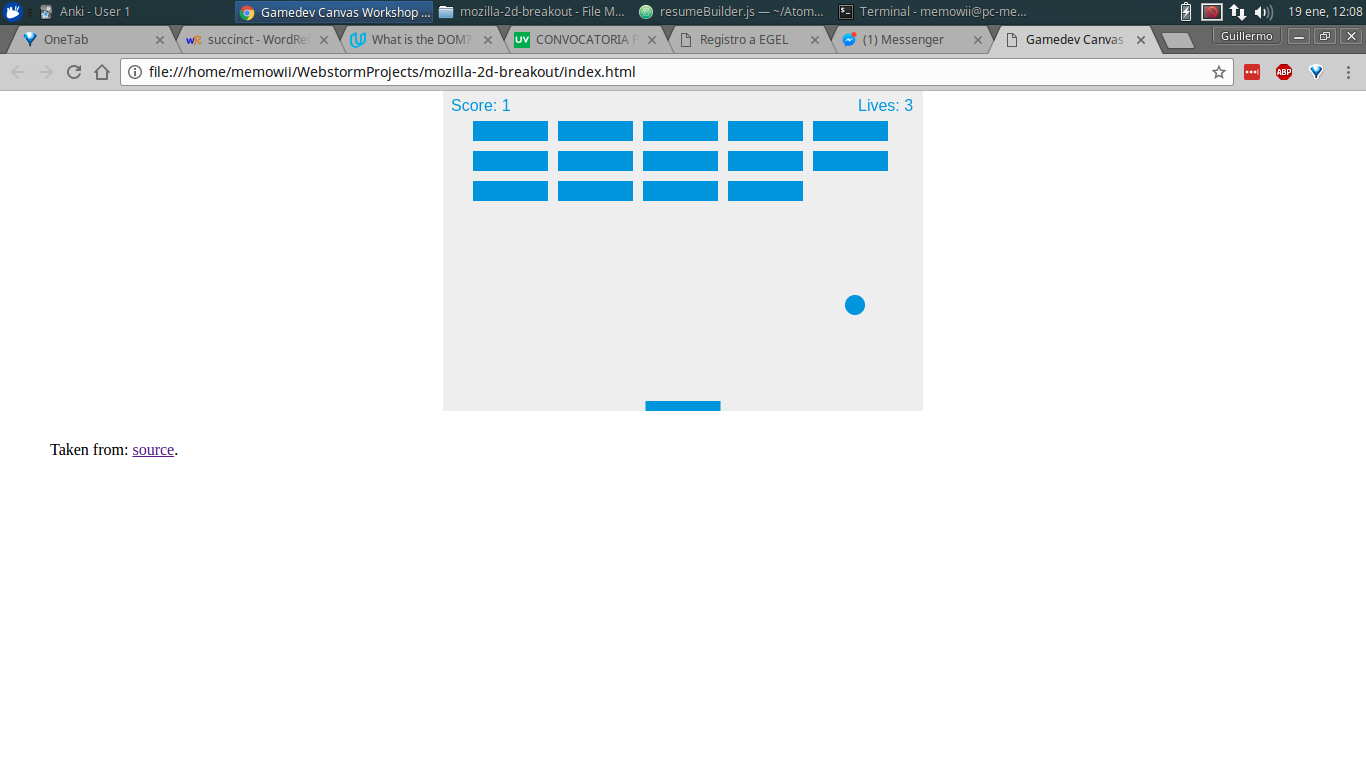 Anki - User 1
Gamedev Canvas Workshop ...
mozilla-2d-breakout - File M...
resumeBuilder.js — ~/Atom...
Terminal - memowii@pc-me...
19 ene, 12:08
OneTab
succinct - WordRef
What is the DOM?
UV CONVOCATORIA P
Registro a EGEL
(1) Messenger
Gamedev Canvas
Guillermo
file:///home/memowii/WebstormProjects/mozilla-2d-breakout/index.html
ABP
Score: 1
Lives: 3
Taken from: source.